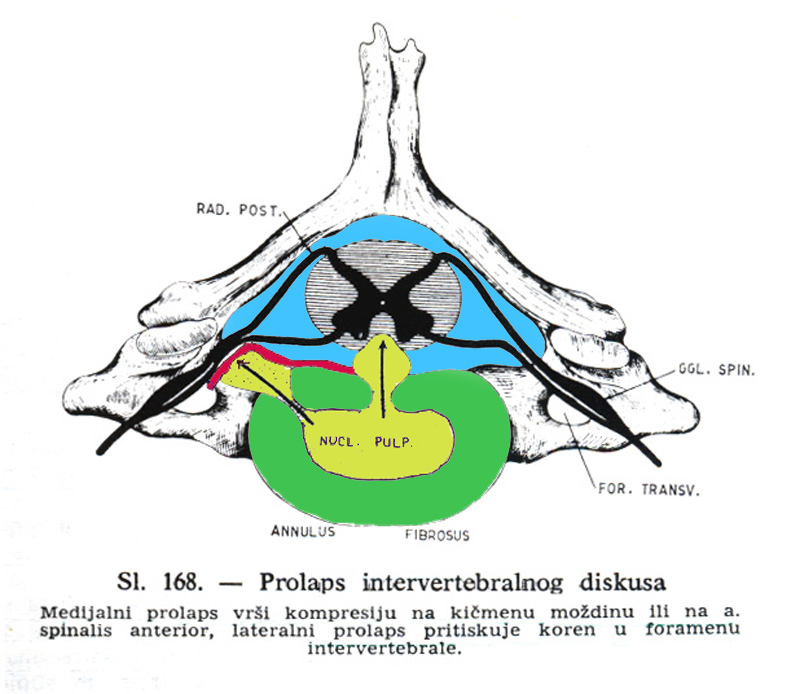 RAD. POST.
GGL. SPIN.
NUCL. PULP.
FOR. TRANSV.
ANNULUS FIBROSUS
Sl. 168. — Prolaps intervertebralnog diskusa
Medijalni prolaps vrši kompresiju na kičmenu moždinu ili na a.
spinalis anterior, lateralni prolaps pritiskuje koren u foramenu
intervertebrale.